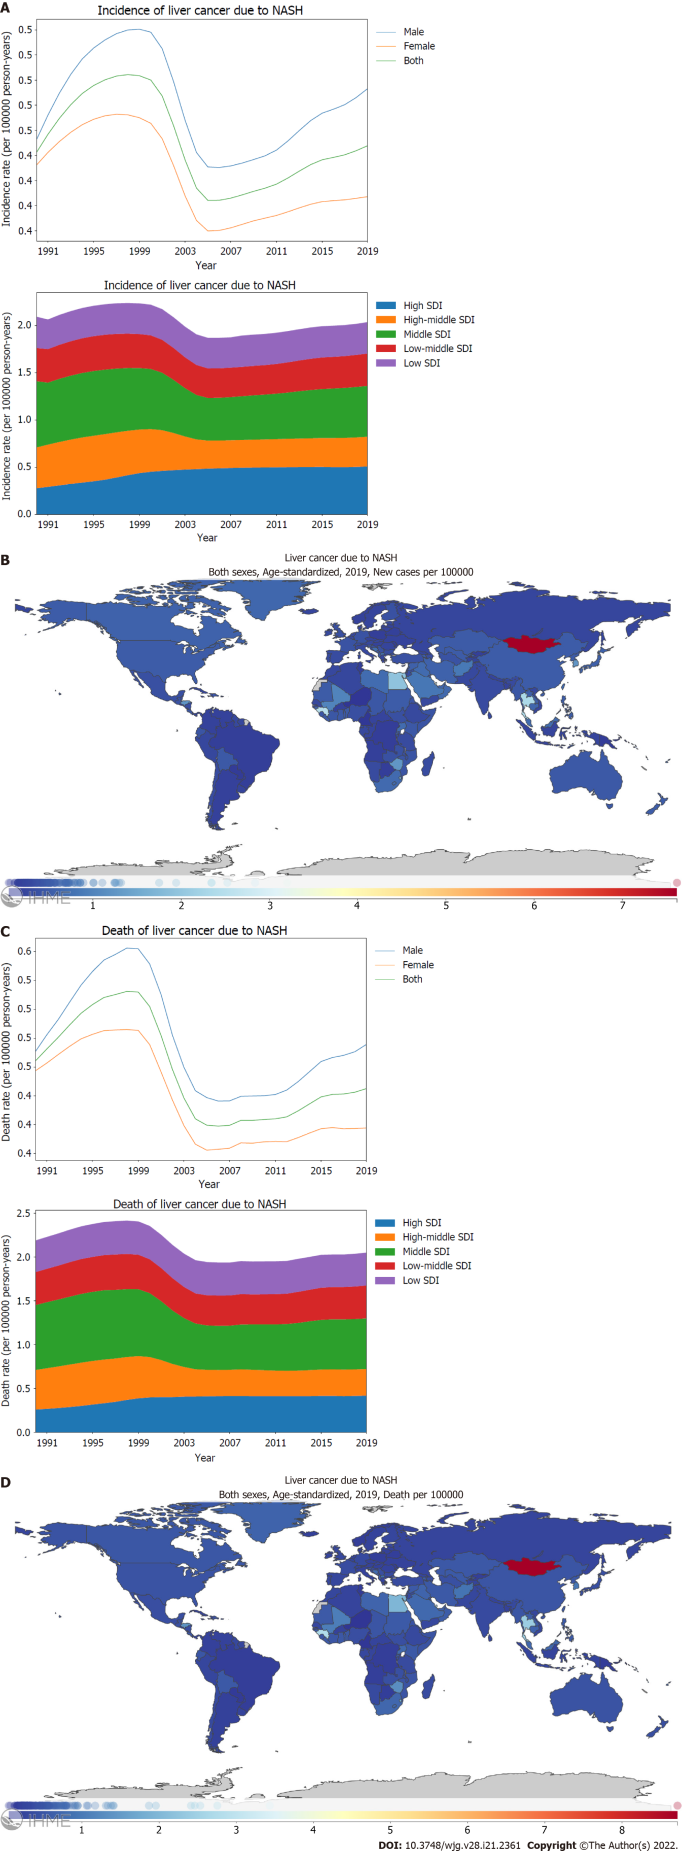 A
Incidence of liver cancer due to NASH
Incidence rate (per 100000 person-years)
0.5
0.5
0.5
0.5
0.5
0.4
0.4
0.4
0.4
Male
Female
Both
1991 1995 1999 2003 2007 2011 2015 2019
Year
Incidence of liver cancer due to NASH
Incidence rate (per 100000 person-years)
2.0
1.5
1.0
0.5
0.0
High SDI
High-middle SDI
Middle SDI
Low-middle SDI
Low SDI
1991 1995 1999 2003 2007 2011 2015 2019
Year
B
Liver cancer due to NASH
Both sexes, Age-standardized, 2019, New cases per 100000
IHME
1 2 3 4 5 6 7
C
Death of liver cancer due to NASH
Death rate (per 100000 person-years)
0.6
0.5
0.5
0.5
0.5
0.4
0.4
0.4
Male
Female
Both
1991 1995 1999 2003 2007 2011 2015 2019
Year
Death of liver cancer due to NASH
Death rate (per 100000 person-years)
2.5
2.0
1.5
1.0
0.5
0.0
High SDI
High-middle SDI
Middle SDI
Low-middle SDI
Low SDI
1991 1995 1999 2003 2007 2011 2015 2019
Year
D
Liver cancer due to NASH
Both sexes, Age-standardized, 2019, Death per 100000
IHME
1 2 3 4 5 6 7 8
DOI: 10.3748/wjg.v28.i21.2361 Copyright ©The Author(s) 2022.